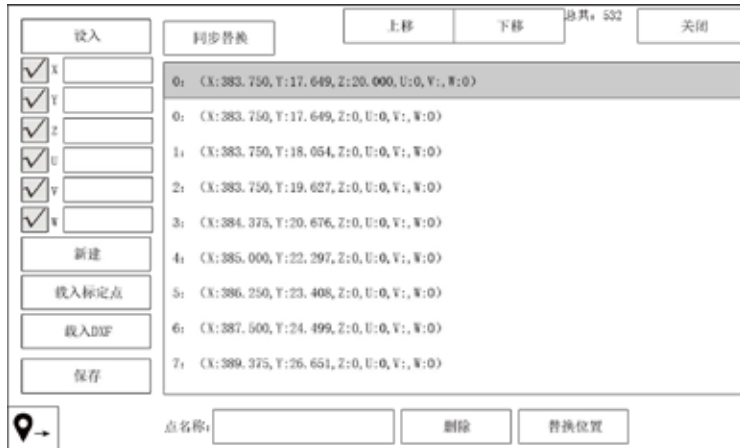 设入
同步替换
上移
下移
总共：532
关闭
X
Y
Z
U
V
W
新建
载入标定点
载入DXF
保存
0： (X:383.750,Y:17.649,Z:20.000,U:0,V:,W:0)
0： (X:383.750,Y:17.649,Z:0,U:0,V:,W:0)
1： (X:383.750,Y:18.054,Z:0,U:0,V:,W:0)
2： (X:383.750,Y:19.627,Z:0,U:0,V:,W:0)
3： (X:384.375,Y:20.676,Z:0,U:0,V:,W:0)
4： (X:385.000,Y:22.297,Z:0,U:0,V:,W:0)
5： (X:386.250,Y:23.408,Z:0,U:0,V:,W:0)
6： (X:387.500,Y:24.499,Z:0,U:0,V:,W:0)
7： (X:389.375,Y:26.651,Z:0,U:0,V:,W:0)
点名称：
删除
替换位置